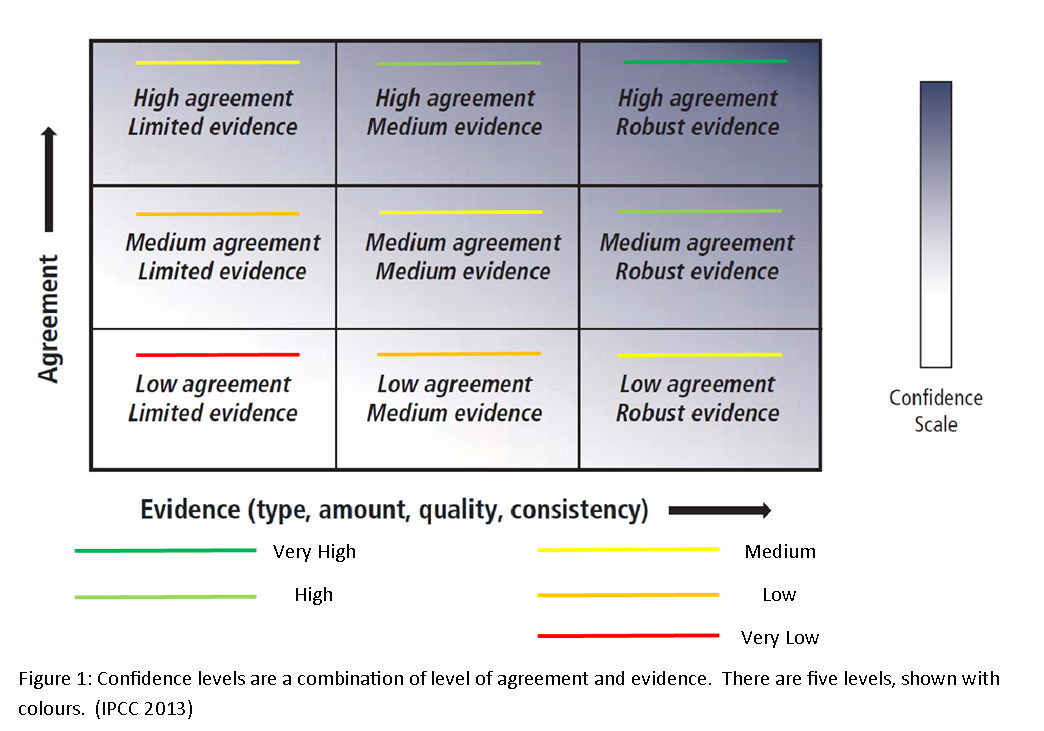 High agreement
Limited evidence
High agreement
Medium evidence
High agreement
Robust evidence
Medium agreement
Limited evidence
Medium agreement
Medium evidence
Medium agreement
Robust evidence
Low agreement
Limited evidence
Low agreement
Medium evidence
Low agreement
Robust evidence
Agreement
Confidence
Scale
Evidence (type, amount, quality, consistency)
Very High
Medium
High
Low
Very Low
Figure 1: Confidence levels are a combination of level of agreement and evidence.  There are five levels, shown with
colours.  (IPCC 2013)